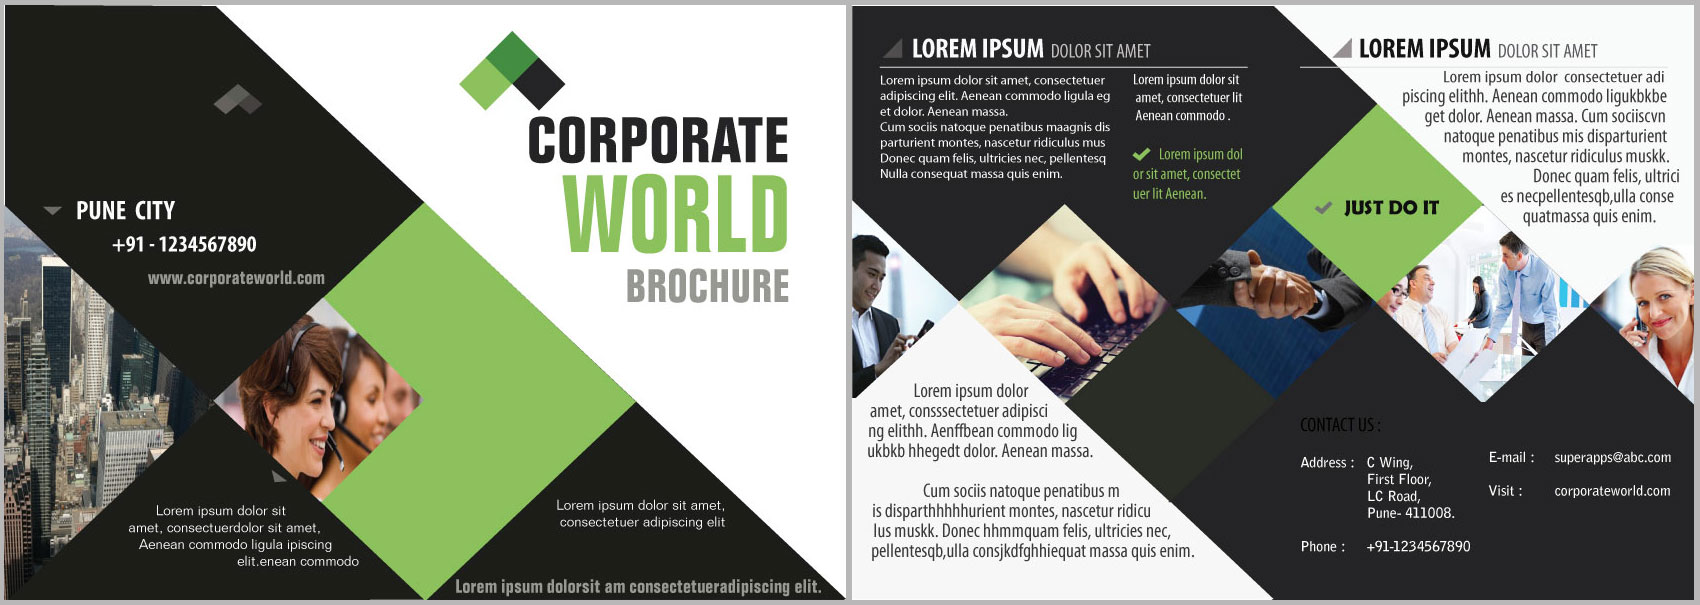 CORPORATE
WORLD
BROCHURE
PUNE CITY
+91 - 1234567890
www.corporateworld.com
Lorem ipsum dolor sit
amet, consectuerdolor sit amet,
Aenean commodo ligula ipiscing
elit.enean commodo
Lorem ipsum dolor sit amet,
consectetuer adipiscing elit
Lorem ipsum dolorsit am consectetueradipiscing elit.
LOREM IPSUM DOLOR SIT AMET
Lorem ipsum dolor sit amet, consectetuer
adipiscing elit. Aenean commodo ligula eg
et dolor. Aenean massa.
Cum sociis natoque penatibus maagnis dis
parturient montes, nascetur ridiculus mus
Donec quam felis, ultricies nec, pellentesq
Nulla consequat massa quis enim.
Lorem ipsum dolor sit
amet, consectetuer lit
Aenean commodo .
Lorem ipsum dol
or sit amet, consectet
uer lit Aenean.
LOREM IPSUM DOLOR SIT AMET
Lorem ipsum dolor consectetuer adi
piscing elithh. Aenean commodo ligukbkbe
get dolor. Aenean massa. Cum sociiscvn
natoque penatibus mis disparturient
montes, nascetur ridiculus muskk.
Donec quam felis, ultrici
es necpellentesqb,ulla conse
quatmassa quis enim.
JUST DO IT
Lorem ipsum dolor
amet, consssectetuer adipisci
ng elithh. Aenffbean commodo lig
ukbkb hhegedt dolor. Aenean massa.
Cum sociis natoque penatibus m
is disparthhhhhurient montes, nascetur ridicu
lus muskk. Donec hhmmquam felis, ultricies nec,
pellentesqb,ulla consjkdfghhiequat massa quis enim.
CONTACT US :
Address : C Wing,
First Floor,
LC Road,
Pune- 411008.
Phone : +91-1234567890
E-mail : superapps@abc.com
Visit : corporateworld.com